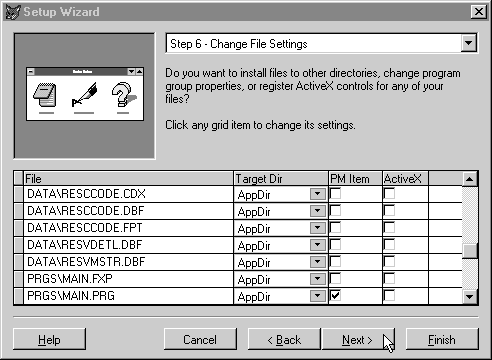 Setup Wizard
Step 6 - Change File Settings
Do you want to install files to other directories, change program
group properties, or register ActiveX controls for any of your
files?
Click any grid item to change its settings.
File Target Dir PM Item ActiveX
DATA\RESCCODE.CDX AppDir
DATA\RESCCODE.DBF AppDir
DATA\RESCCODE.FPT AppDir
DATA\RESVDETL.DBF AppDir
DATA\RESVMSTR.DBF AppDir
PRGS\MAIN.FXP AppDir
PRGS\MAIN.PRG AppDir
Help Cancel < Back Next > Finish